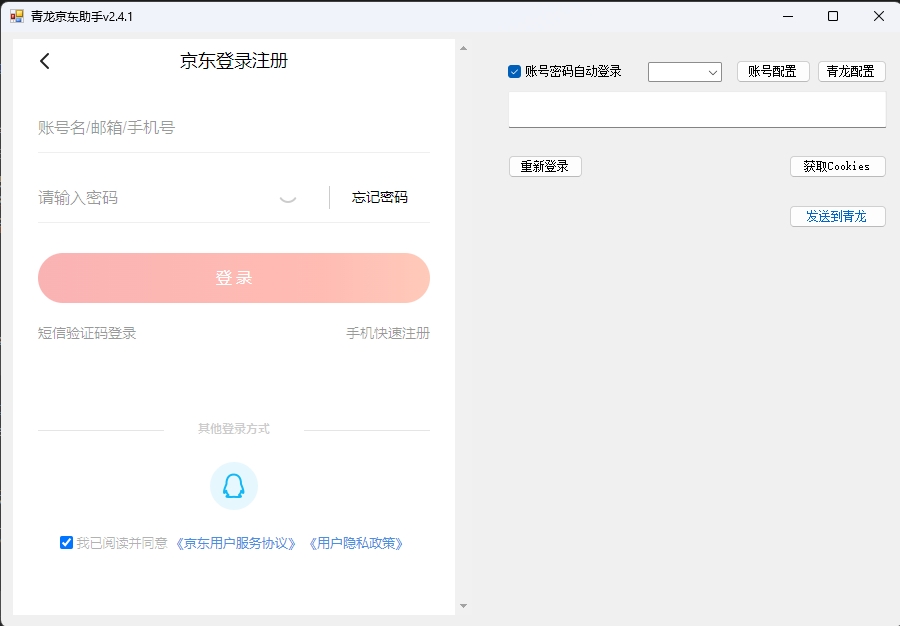 青龙京东助手v2.4.1
京东登录注册
账号名/邮箱/手机号
请输入密码
忘记密码
登录
短信验证码登录
手机快速注册
其他登录方式
我已阅读并同意 《京东用户服务协议》 《用户隐私政策》
账号密码自动登录
账号配置
青龙配置
重新登录
获取Cookies
发送到青龙